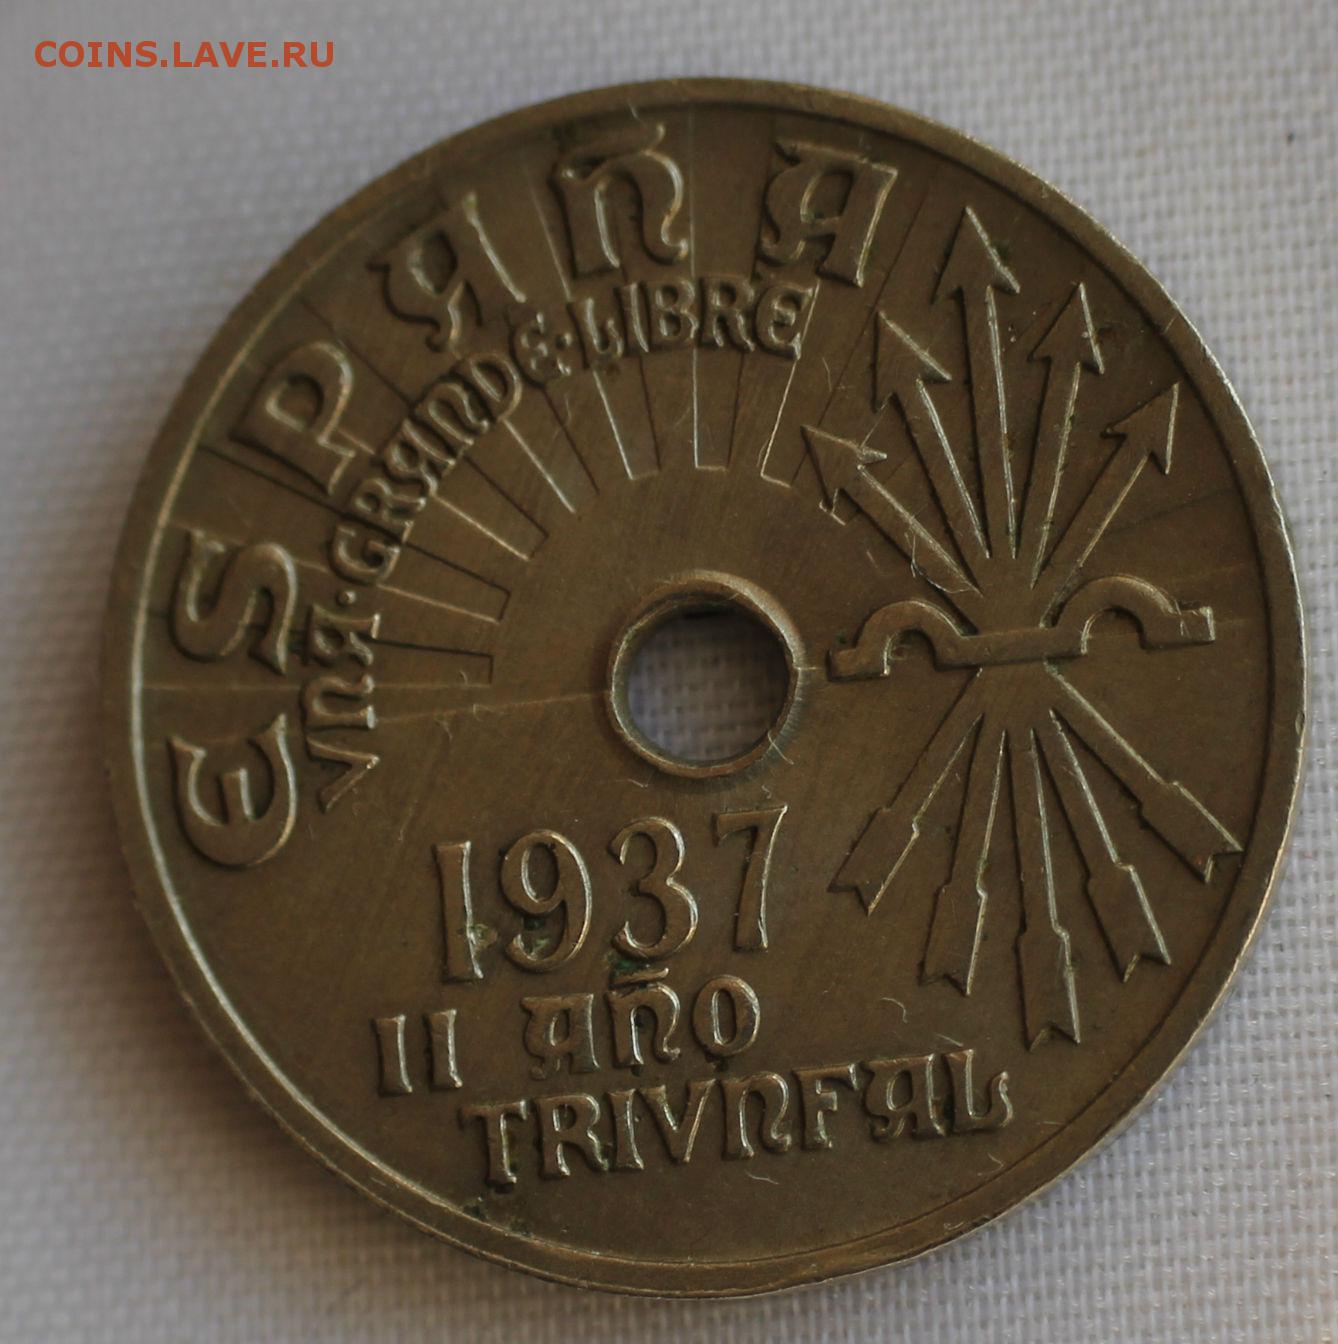 COINS.LAVE.RU
ESPAÑA
VNA·GRANDE·LIBRE
1937
II AÑO
TRIVNFAL